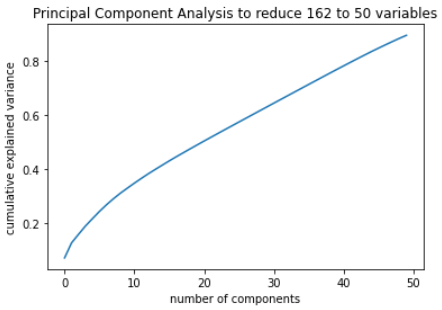 Principal Component Analysis to reduce 162 to 50 variables
cumulative explained variance
0.8
0.6
0.4
0.2
0 10 20 30 40 50
number of components